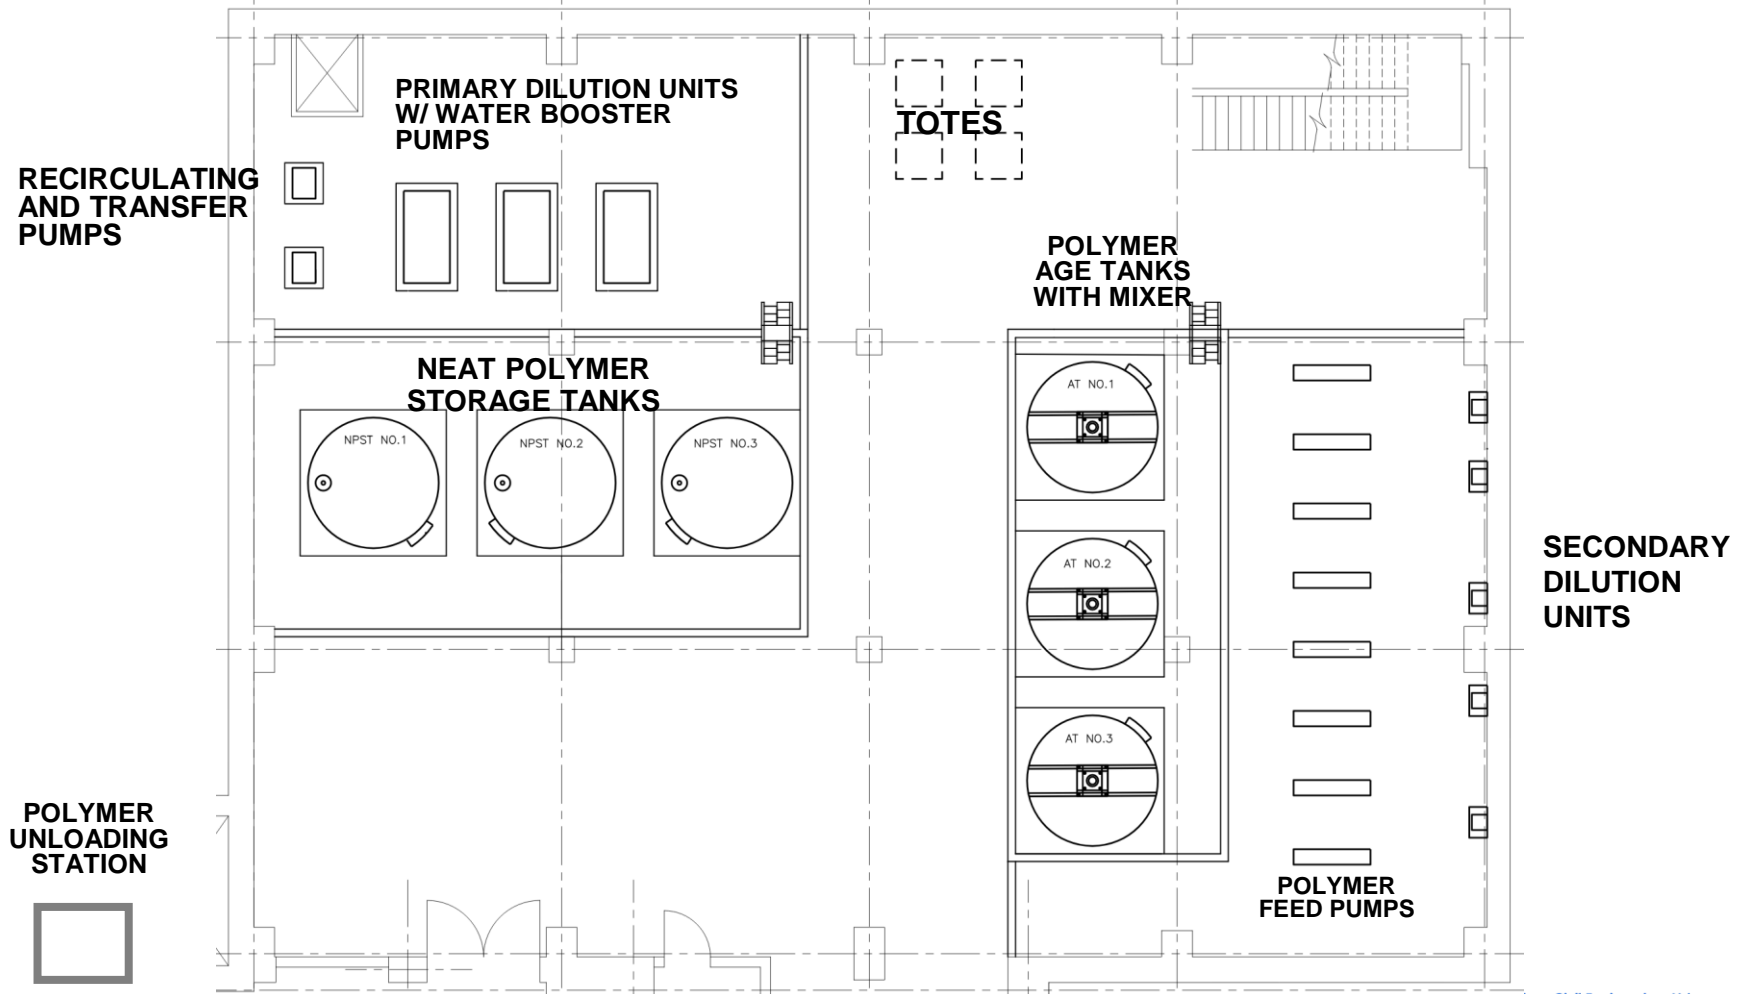 PRIMARY DILUTION UNITS
W/ WATER BOOSTER
PUMPS
TOTES
RECIRCULATING
AND TRANSFER
PUMPS
POLYMER
AGE TANKS
WITH MIXER
NEAT POLYMER
STORAGE TANKS
AT NO.1
NPST NO.1
NPST NO.2
NPST NO.3
AT NO.2
SECONDARY
DILUTION
UNITS
AT NO.3
POLYMER
UNLOADING
STATION
POLYMER
FEED PUMPS